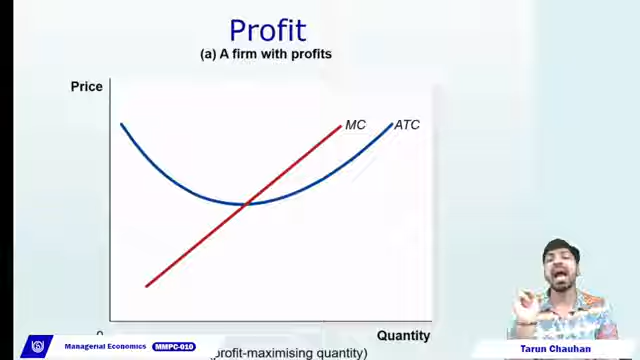 Profit
(a) A firm with profits
Price
MC
ATC
0
Quantity
Managerial Economics MMPC-010
(profit-maximising quantity)
Tarun Chauhan